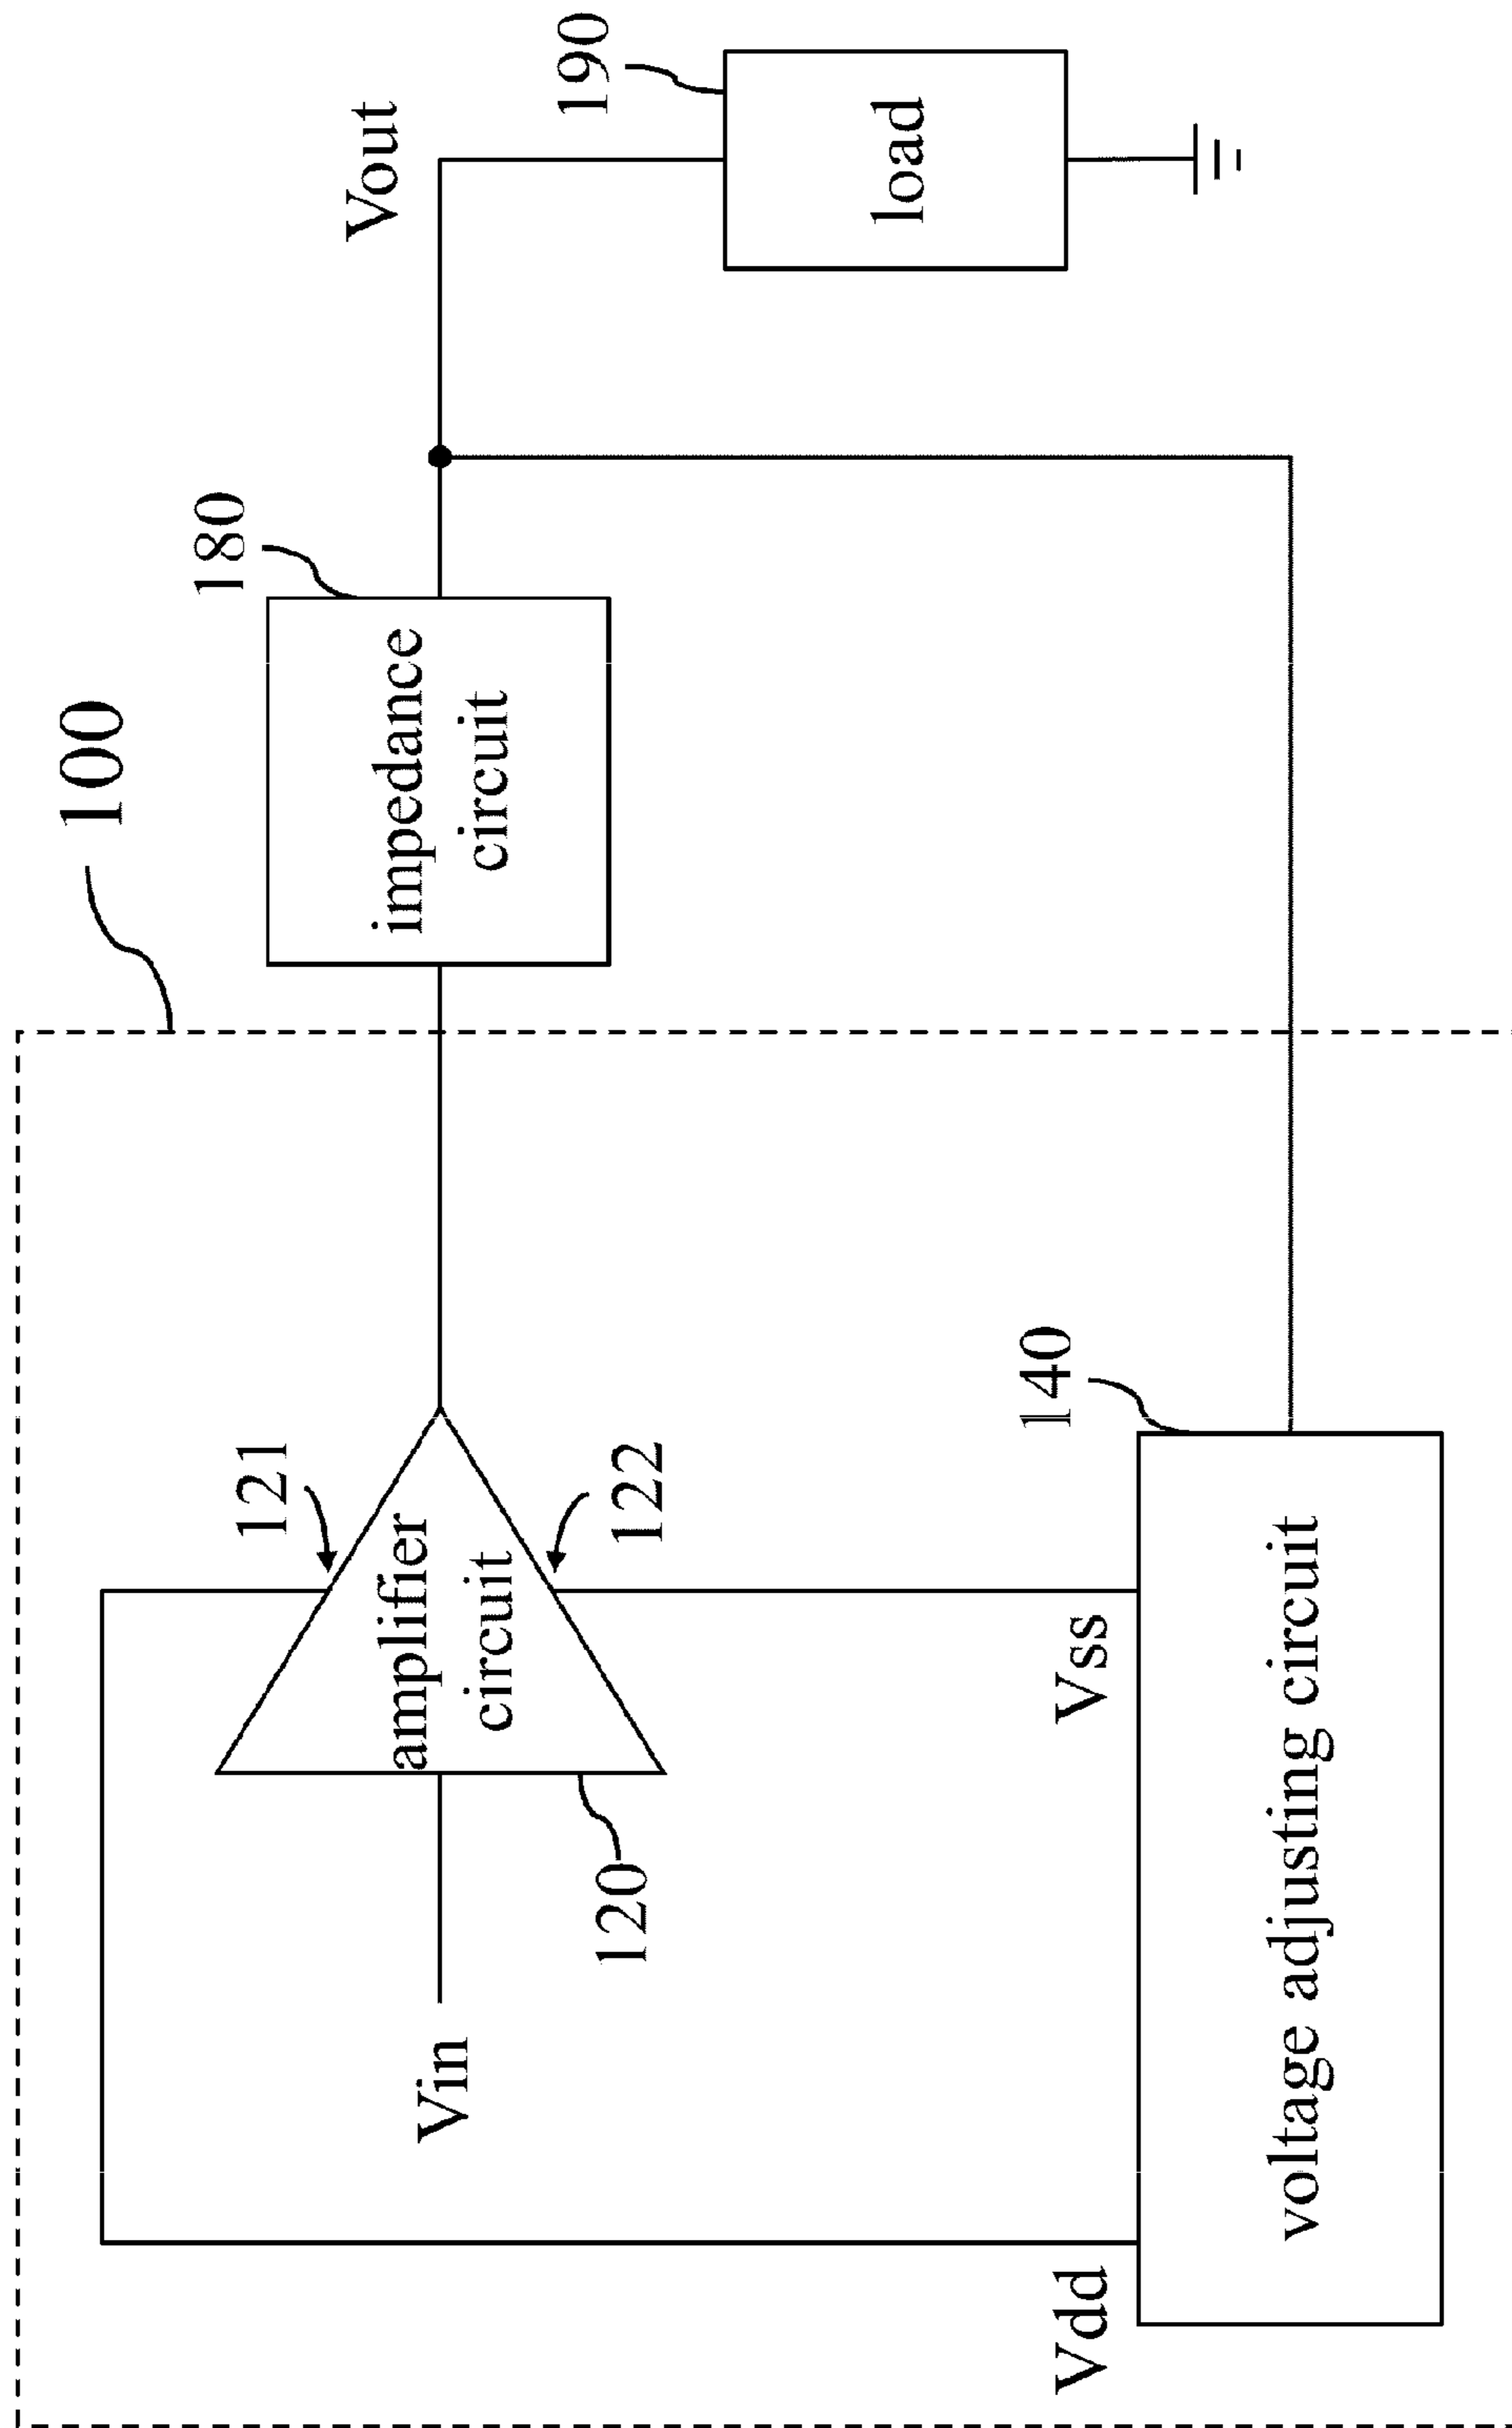 100
180
190
Vout
impedance
circuit
load
121
amplifier
circuit
122
Vin
120
140
Vdd
Vss
voltage adjusting circuit